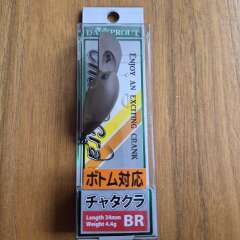 DAYSPROUT
ENJOY AN EXCITING CRANK
ボトム対応
チャタクラ
Length 34mm
Weight 4.4g
BR